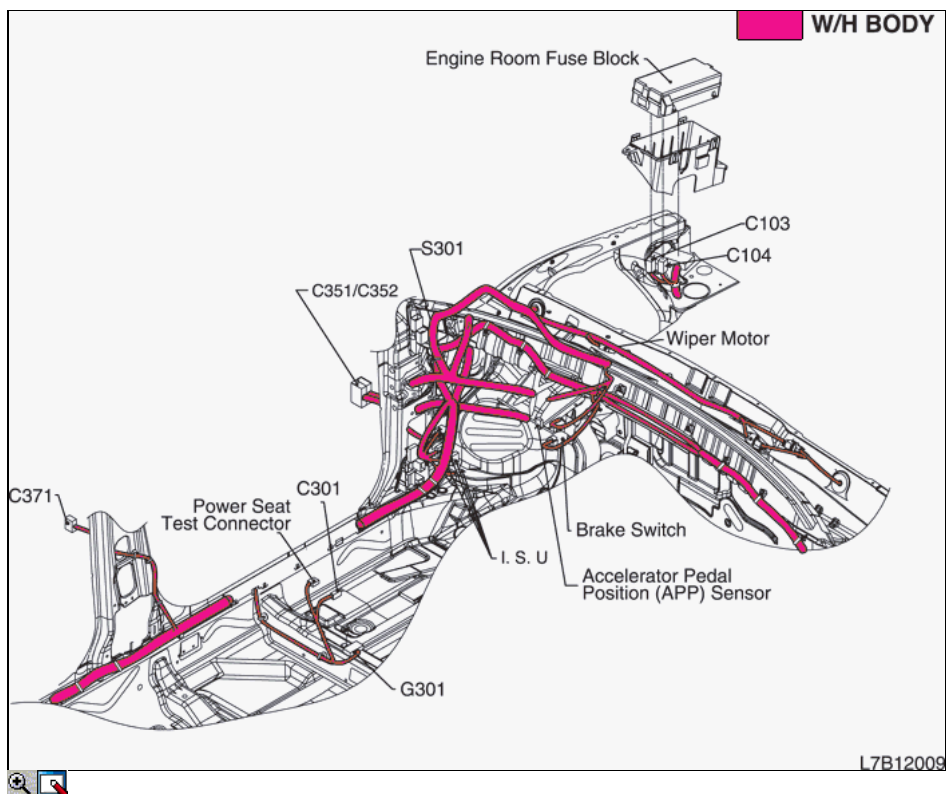 W/H BODY
Engine Room Fuse Block
C103
C104
S301
C351/C352
Wiper Motor
C371
Power Seat
Test Connector
C301
Brake Switch
I. S. U
Accelerator Pedal
Position (APP) Sensor
G301
L7B12009